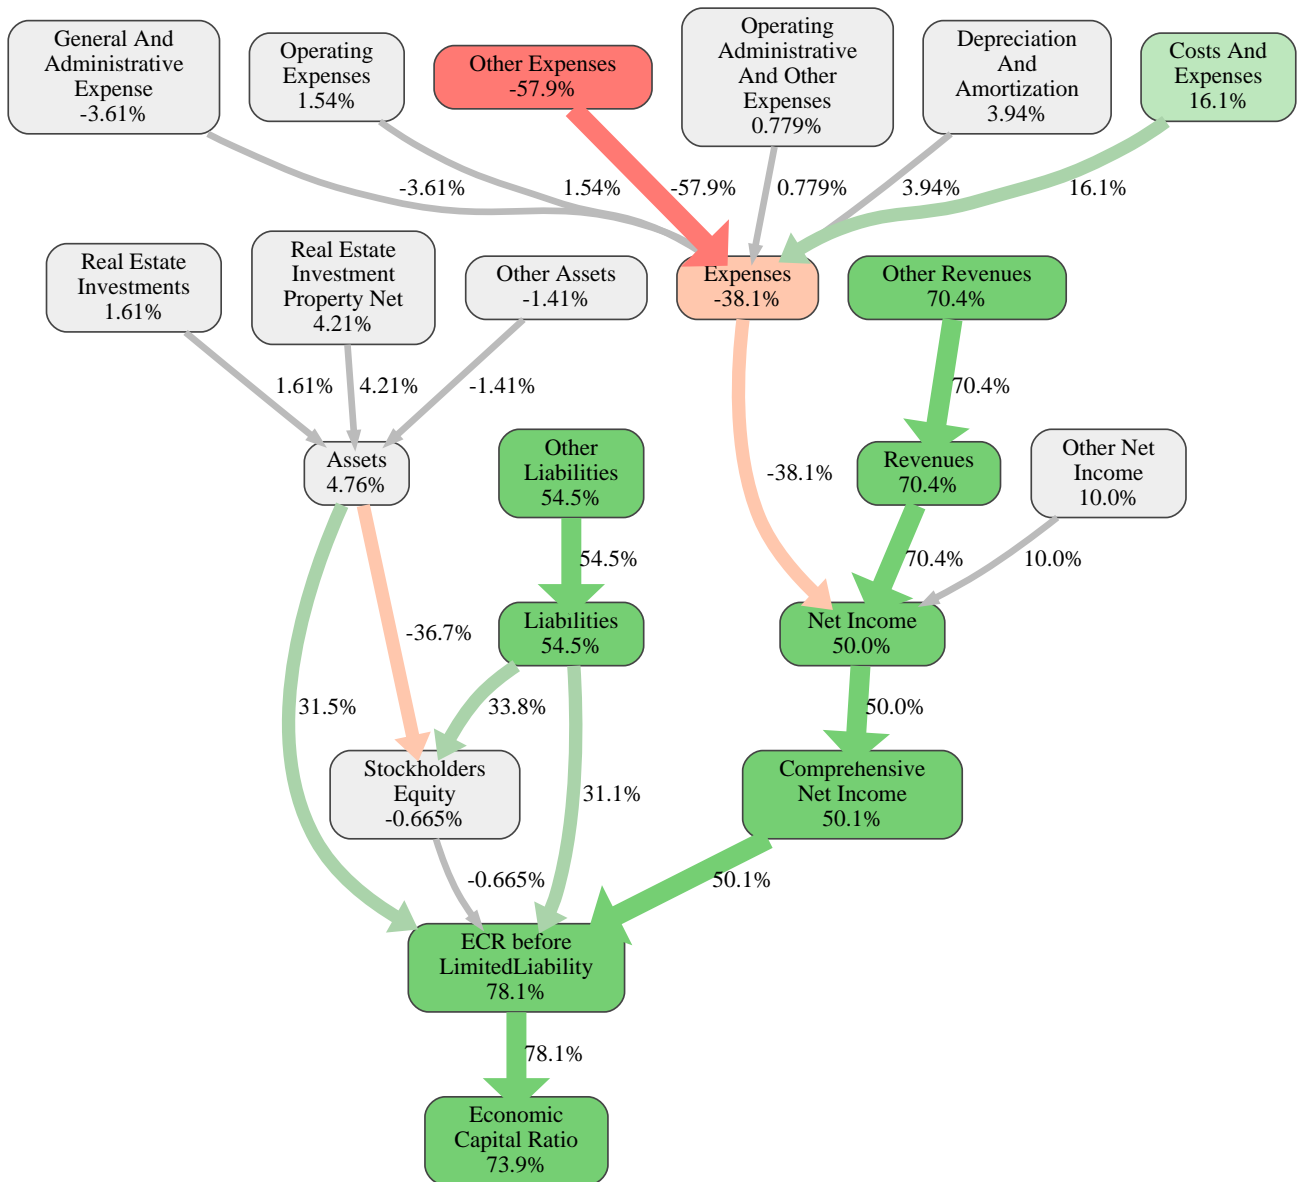 General And
Administrative
Expense
-3.61%
Operating
Expenses
1.54%
Other Expenses
-57.9%
Operating
Administrative
And Other
Expenses
0.779%
Depreciation
And
Amortization
3.94%
Costs And
Expenses
16.1%
-3.61%
1.54%
-57.9%
0.779%
3.94%
16.1%
Real Estate
Investments
1.61%
Real Estate
Investment
Property Net
4.21%
Other Assets
-1.41%
Expenses
-38.1%
Other Revenues
70.4%
1.61%
4.21%
-1.41%
70.4%
Assets
4.76%
Other
Liabilities
54.5%
-38.1%
Revenues
70.4%
Other Net
Income
10.0%
54.5%
70.4%
10.0%
-36.7%
Liabilities
54.5%
Net Income
50.0%
31.5%
33.8%
50.0%
Stockholders
Equity
-0.665%
31.1%
Comprehensive
Net Income
50.1%
-0.665%
50.1%
ECR before
LimitedLiability
78.1%
78.1%
Economic
Capital Ratio
73.9%